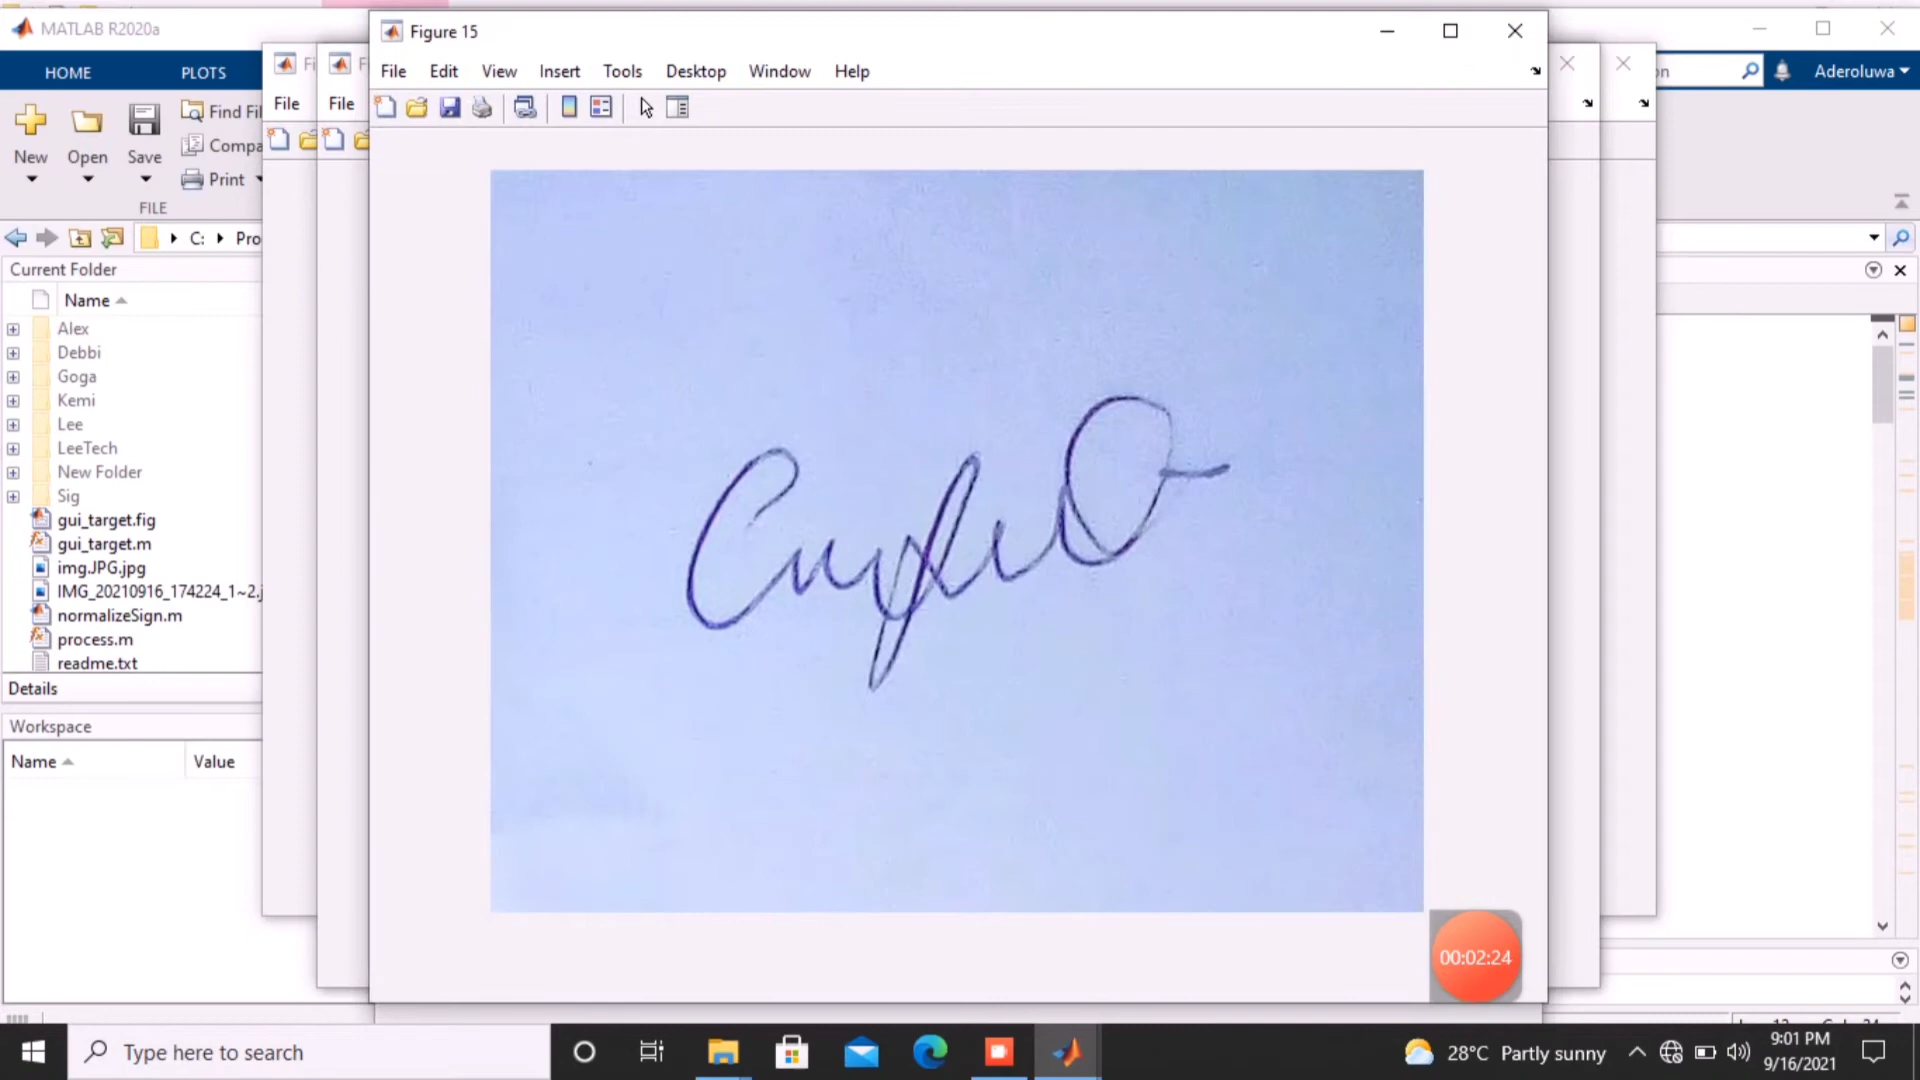 MATLAB R2020a
HOME PLOTS
Aderoluwa
New
Open
Save
Find Fil
Compa
Print
FILE
C: Pro
Current Folder
Name
Alex
Debbi
Goga
Kemi
Lee
LeeTech
New Folder
Sig
gui_target.fig
gui_target.m
img.JPG.jpg
IMG_20210916_174224_1~2.j
normalizeSign.m
process.m
readme.txt
Details
Workspace
Name Value
File
File
Figure 15
File Edit View Insert Tools Desktop Window Help
00:02:24
Type here to search
28°C Partly sunny
9:01 PM
9/16/2021